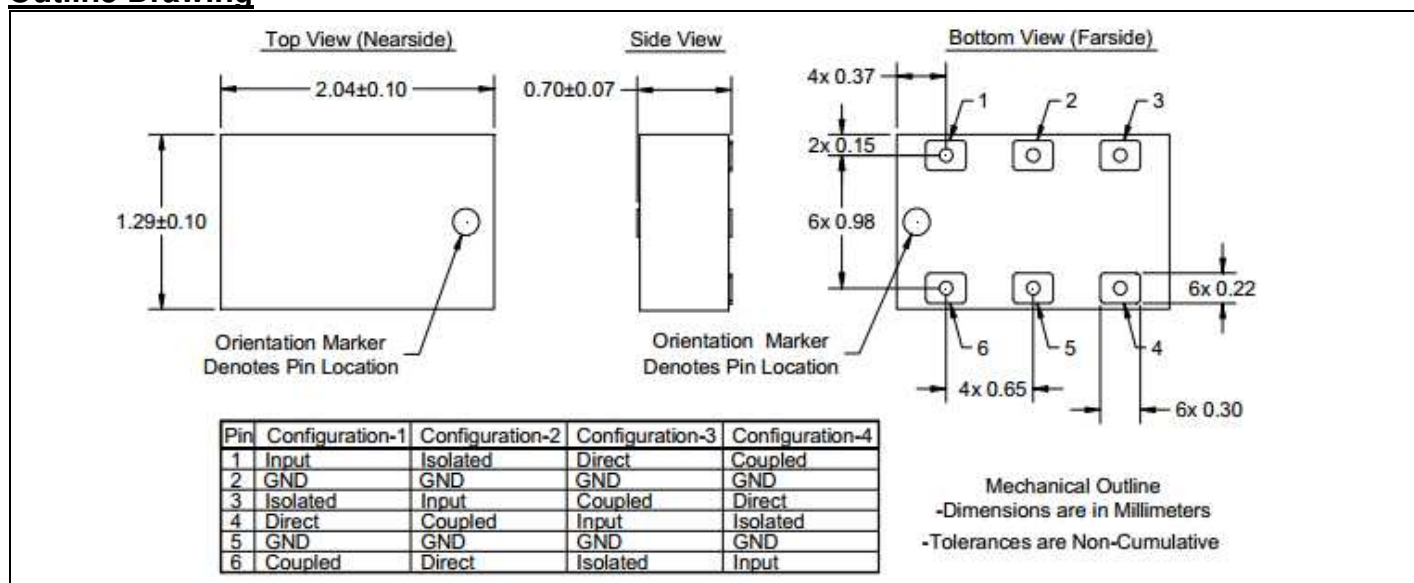 Outline Drawing
Top View (Nearside)
Side View
Bottom View (Farside)
2.04±0.10
0.70±0.07
4x 0.37
1
2
3
2x 0.15
1.29±0.10
6x 0.98
6x 0.22
Orientation Marker
Denotes Pin Location
Orientation Marker
Denotes Pin Location
6
5
4
4x 0.65
6x 0.30
Pin Configuration-1 Configuration-2 Configuration-3 Configuration-4
1 Input Isolated Direct Coupled
2 GND GND GND GND
3 Isolated Input Coupled Direct
4 Direct Coupled Input Isolated
5 GND GND GND GND
6 Coupled Direct Isolated Input
Mechanical Outline
-Dimensions are in Millimeters
-Tolerances are Non-Cumulative